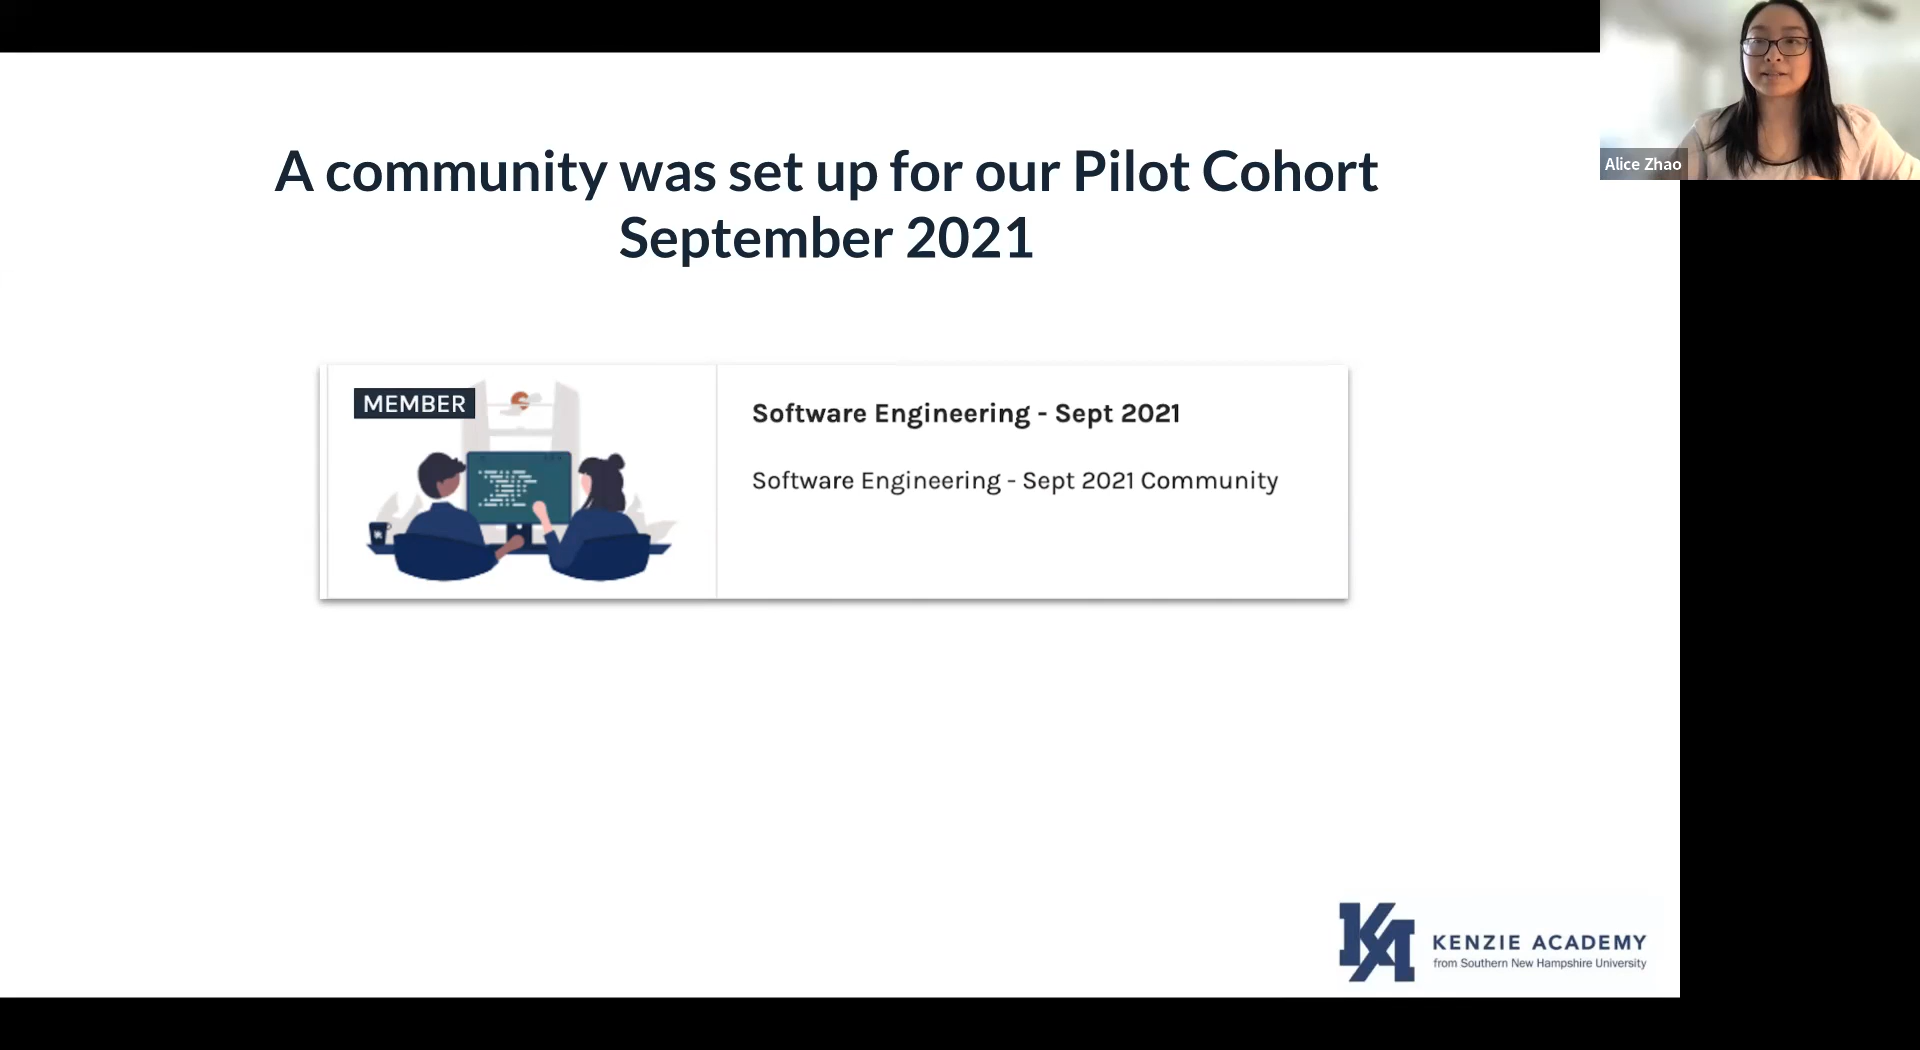 A community was set up for our Pilot Cohort
September 2021
MEMBER
Software Engineering - Sept 2021
Software Engineering - Sept 2021 Community
Alice Zhao
KA
KENZIE ACADEMY
from Southern New Hampshire University